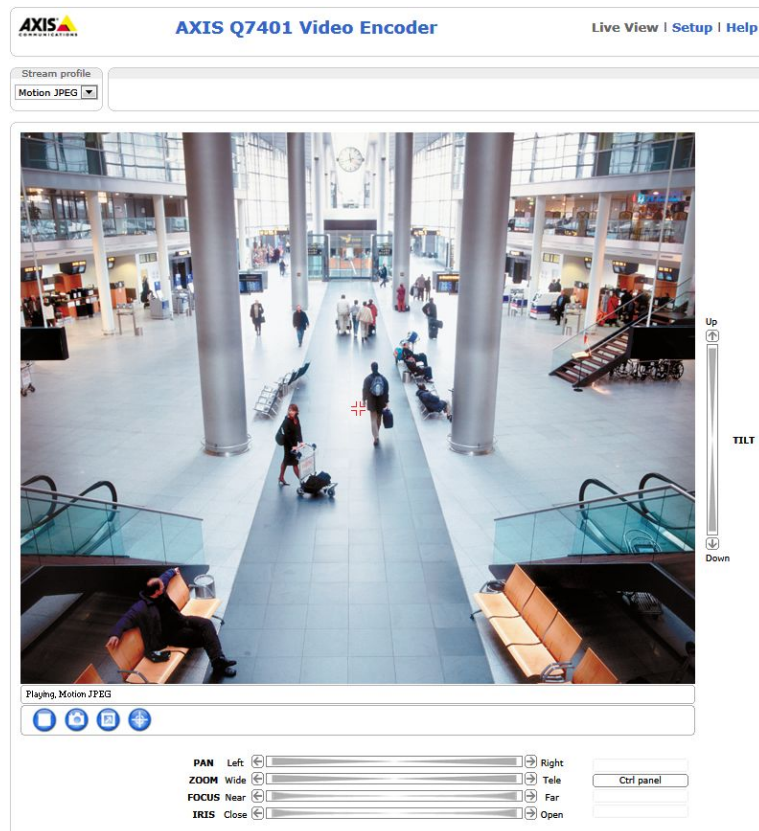 AXIS
COMMUNICATIONS
AXIS Q7401 Video Encoder
Live View | Setup | Help
Stream profile
Motion JPEG
Up
TILT
Down
Playing, Motion JPEG
PAN Left Right
ZOOM Wide Tele Ctrl panel
FOCUS Near Far
IRIS Close Open